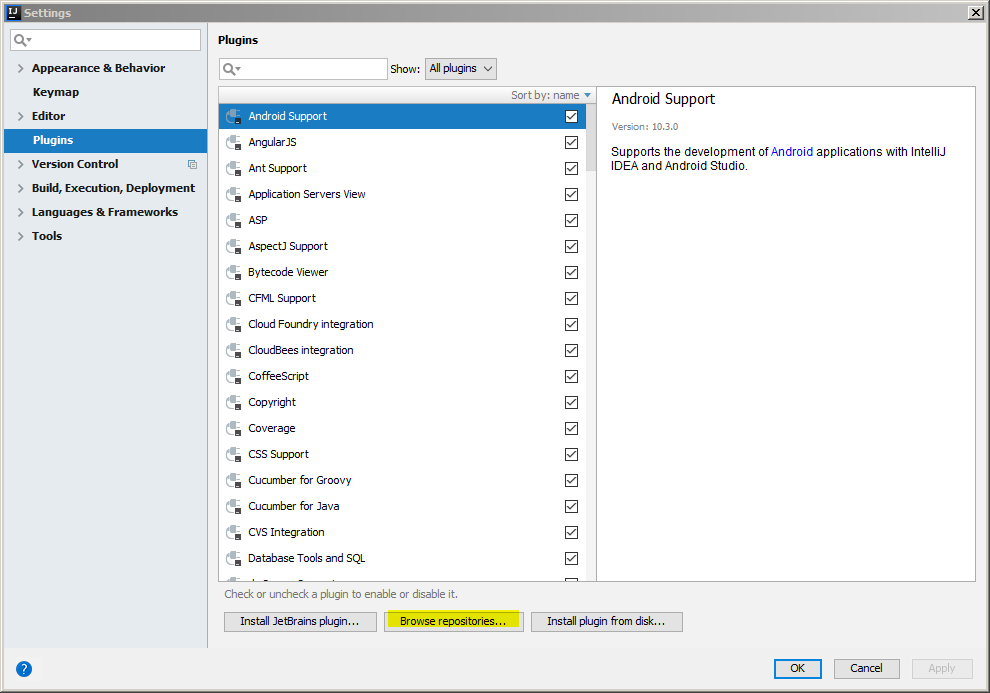 IJ Settings
Plugins
Show: All plugins
Appearance & Behavior
Keymap
Editor
Plugins
Version Control
Build, Execution, Deployment
Languages & Frameworks
Tools
Sort by: name
Android Support
AngularJS
Ant Support
Application Servers View
ASP
AspectJ Support
Bytecode Viewer
CFML Support
Cloud Foundry integration
CloudBees integration
CoffeeScript
Copyright
Coverage
CSS Support
Cucumber for Groovy
Cucumber for Java
CVS Integration
Database Tools and SQL
Android Support
Version: 10.3.0
Supports the development of Android applications with IntelliJ
IDEA and Android Studio.
Check or uncheck a plugin to enable or disable it.
Install JetBrains plugin...
Browse repositories...
Install plugin from disk...
?
OK
Cancel
Apply